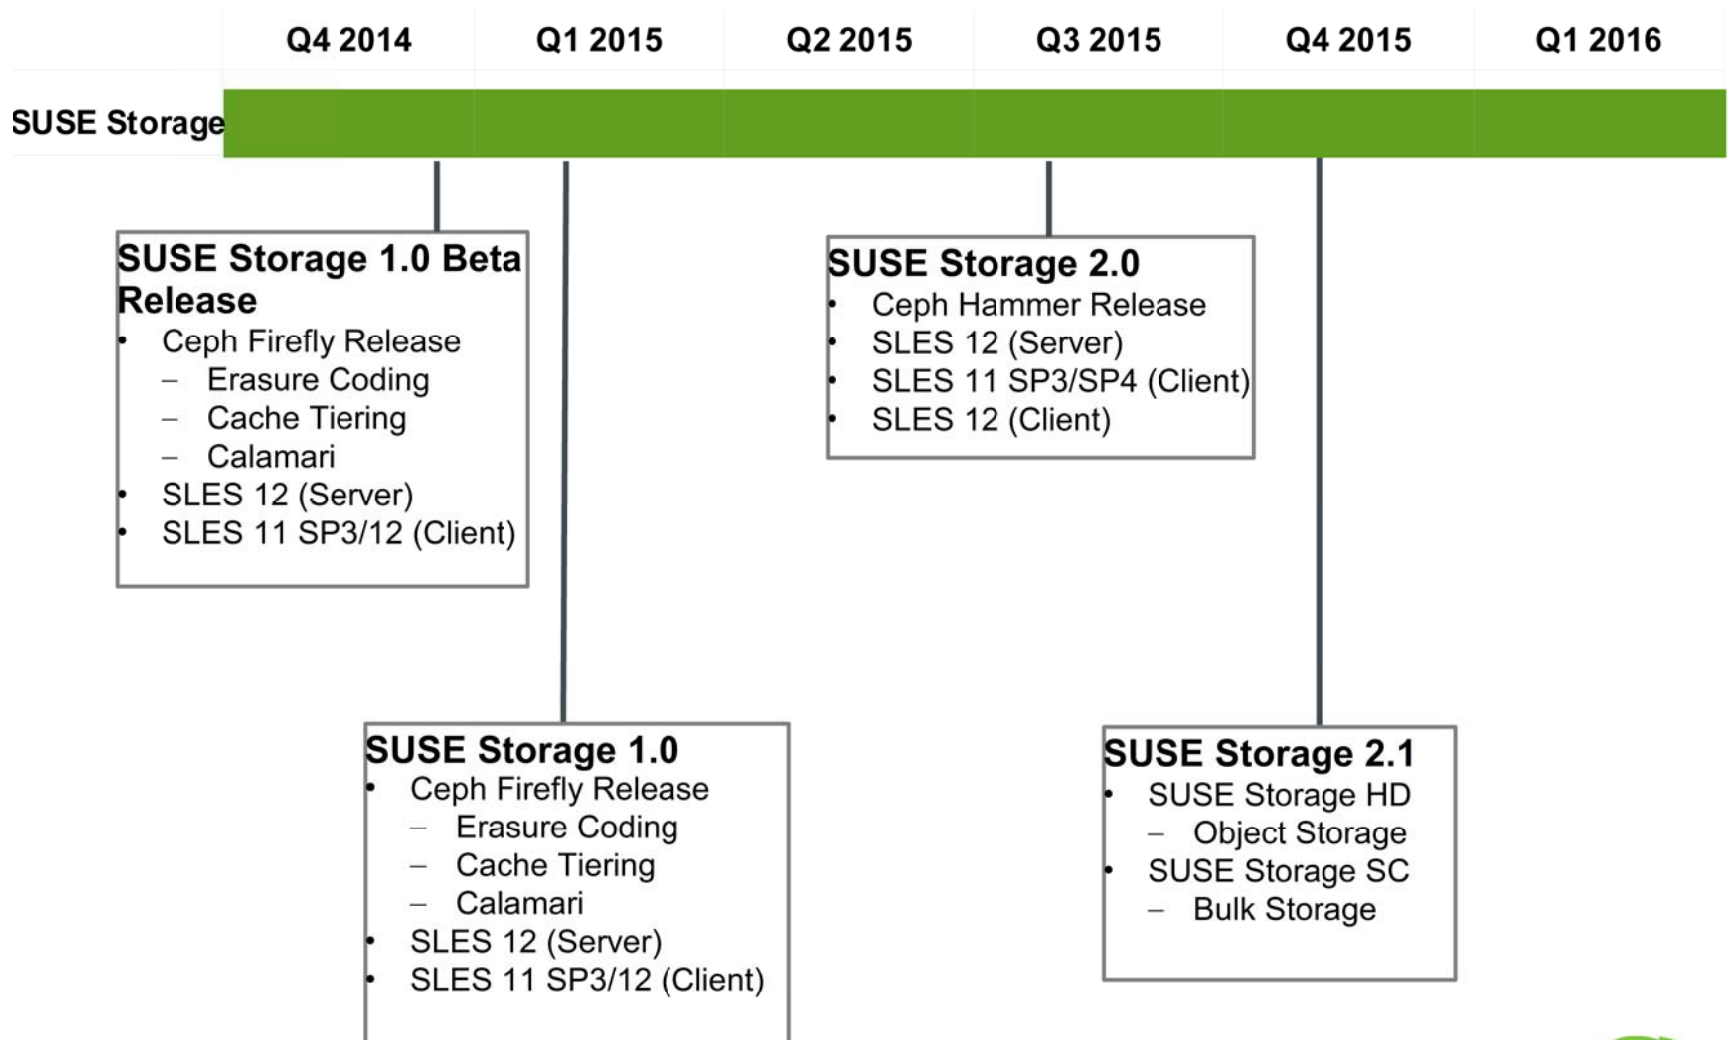 Q4 2014 Q1 2015 Q2 2015 Q3 2015 Q4 2015 Q1 2016
SUSE Storage
SUSE Storage 1.0 Beta
Release
• Ceph Firefly Release
– Erasure Coding
– Cache Tiering
– Calamari
• SLES 12 (Server)
• SLES 11 SP3/12 (Client)
SUSE Storage 1.0
• Ceph Firefly Release
– Erasure Coding
– Cache Tiering
– Calamari
• SLES 12 (Server)
• SLES 11 SP3/12 (Client)
SUSE Storage 2.0
• Ceph Hammer Release
• SLES 12 (Server)
• SLES 11 SP3/SP4 (Client)
• SLES 12 (Client)
SUSE Storage 2.1
• SUSE Storage HD
– Object Storage
• SUSE Storage SC
– Bulk Storage